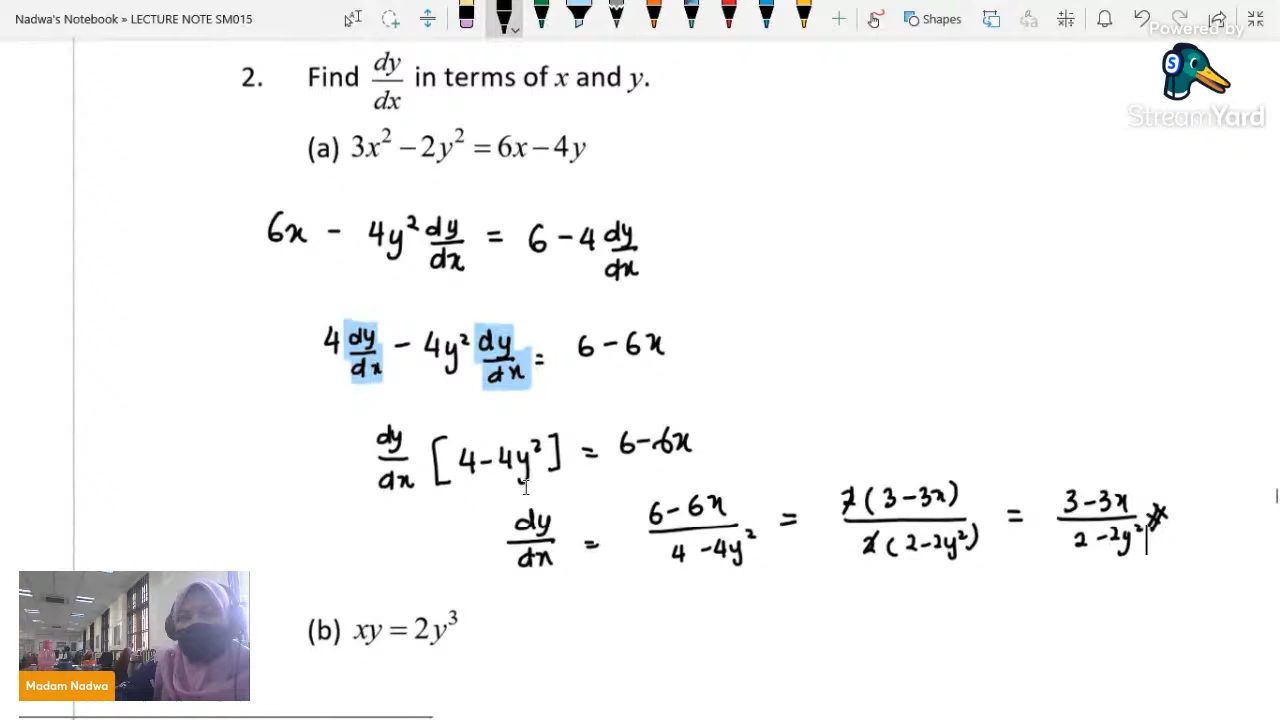 Nadwa's Notebook » LECTURE NOTE SM015
Shapes
Powered by
StreamYard
2. Find dy/dx in terms of x and y.
(a) 3x² − 2y² = 6x − 4y
6x - 4y² dy/dx = 6 - 4 dy/dx
4 dy/dx - 4y² dy/dx = 6 - 6x
dy/dx [4 - 4y²] = 6 - 6x
dy/dx = (6 - 6x)/(4 - 4y²) = 2(3 - 3x)/2(2 - 2y²) = (3 - 3x)/(2 - 2y²)
(b) xy = 2y³
Madam Nadwa